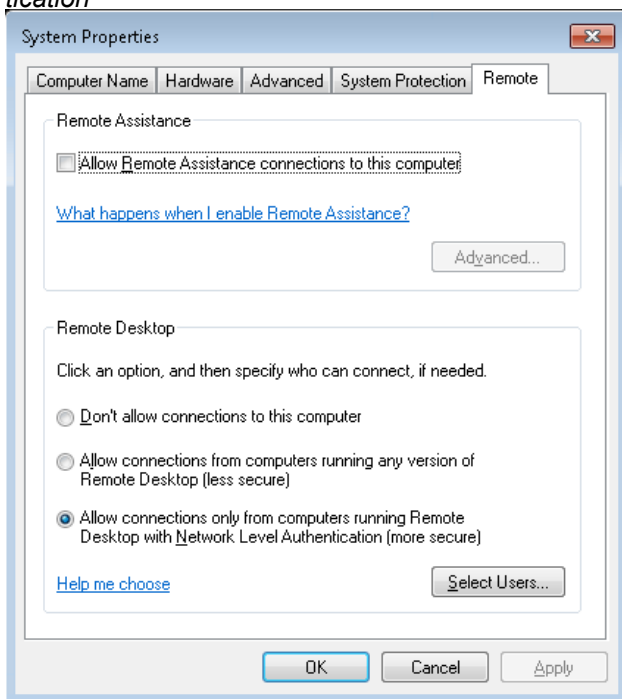 tication
System Properties
Computer Name Hardware Advanced System Protection Remote
Remote Assistance
Allow Remote Assistance connections to this computer
What happens when I enable Remote Assistance?
Advanced...
Remote Desktop
Click an option, and then specify who can connect, if needed.
Don't allow connections to this computer
Allow connections from computers running any version of
Remote Desktop (less secure)
Allow connections only from computers running Remote
Desktop with Network Level Authentication (more secure)
Help me choose
Select Users...
OK Cancel Apply